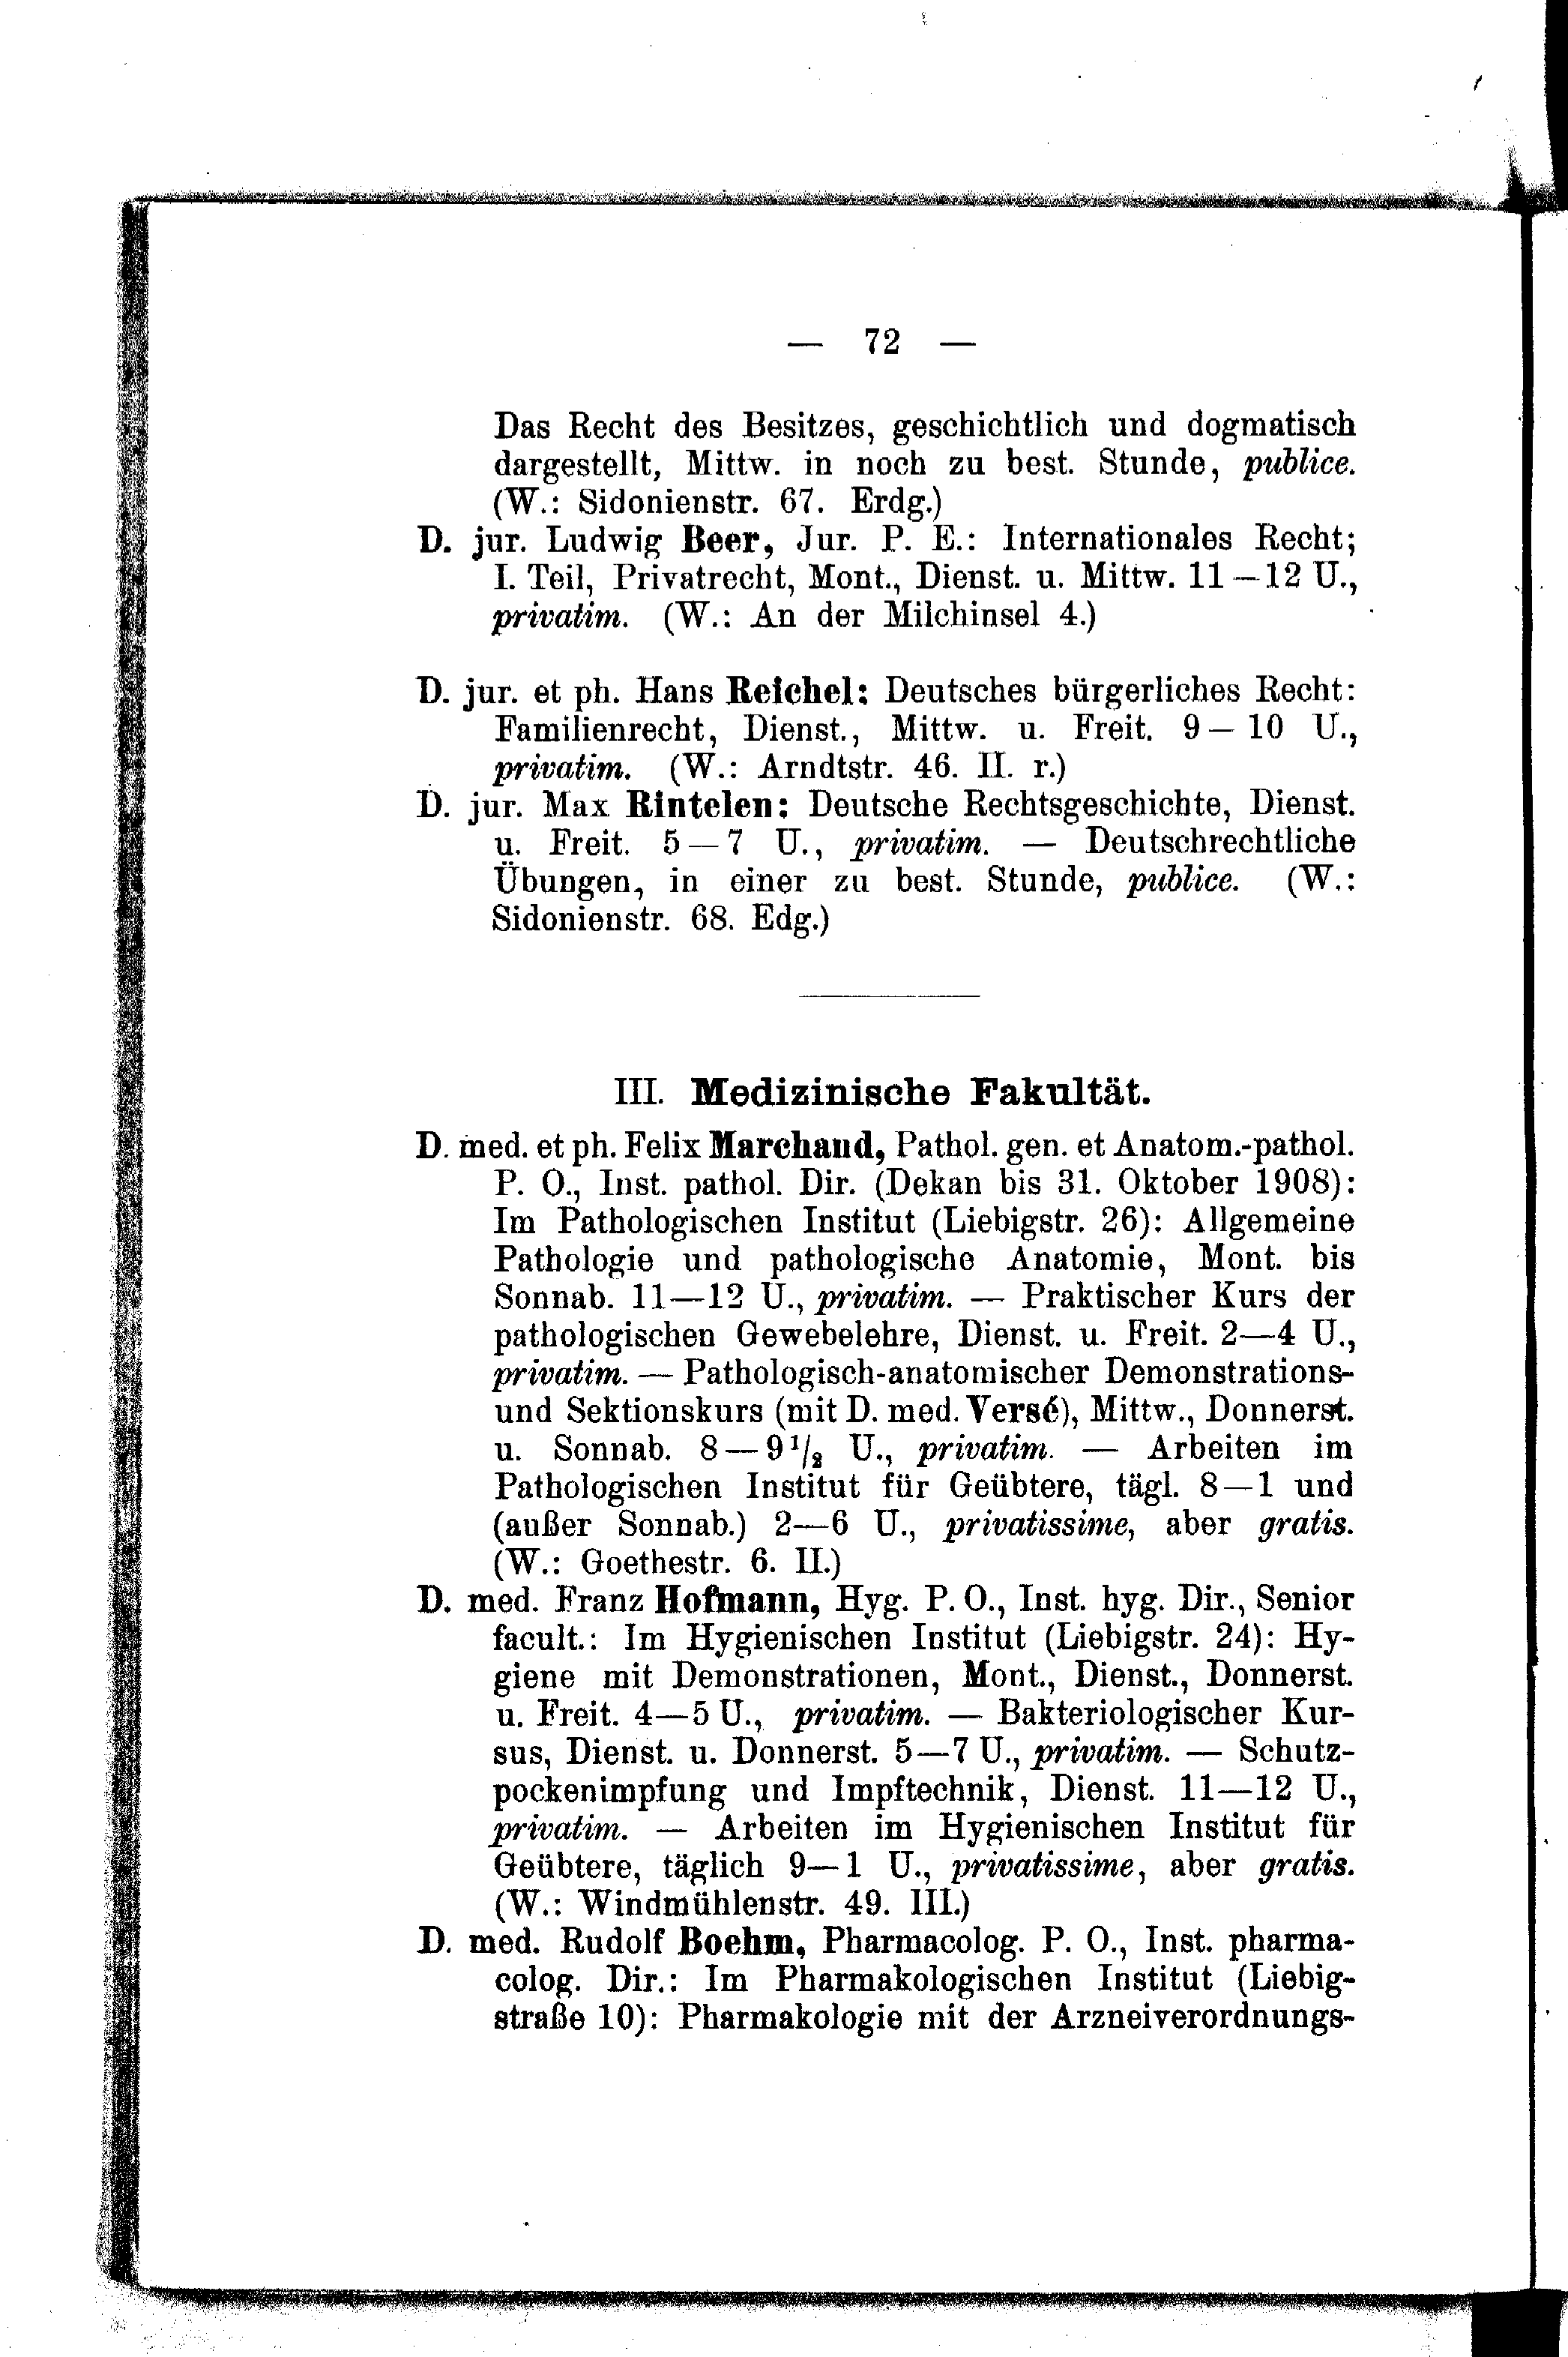 — 72 —
Das Recht des Besitzes, geschichtlich und dogmatisch
dargestellt, Mittw. in noch zu best. Stunde, publice.
(W.: Sidonienstr. 67. Erdg.)
D. jur. Ludwig Beer, Jur. P. E.: Internationales Recht;
I. Teil, Privatrecht, Mont., Dienst. u. Mittw. 11—12 U.,
privatim. (W.: An der Milchinsel 4.)
D. jur. et ph. Hans Reichel: Deutsches bürgerliches Recht:
Familienrecht, Dienst., Mittw. u. Freit. 9—10 U.,
privatim. (W.: Arndtstr. 46. II. r.)
D. jur. Max Rintelen: Deutsche Rechtsgeschichte, Dienst.
u. Freit. 5—7 U., privatim. — Deutschrechtliche
Übungen, in einer zu best. Stunde, publice. (W.:
Sidonienstr. 68. Edg.)
III. Medizinische Fakultät.
D. med. et ph. Felix Marchand, Pathol. gen. et Anatom.-pathol.
P. O., Inst. pathol. Dir. (Dekan bis 31. Oktober 1908):
Im Pathologischen Institut (Liebigstr. 26): Allgemeine
Pathologie und pathologische Anatomie, Mont. bis
Sonnab. 11—12 U., privatim. — Praktischer Kurs der
pathologischen Gewebelehre, Dienst. u. Freit. 2—4 U.,
privatim. — Pathologisch-anatomischer Demonstrations-
und Sektionskurs (mit D. med. Versé), Mittw., Donnerst.
u. Sonnab. 8—9 1/2 U., privatim. — Arbeiten im
Pathologischen Institut für Geübtere, tägl. 8—1 und
(außer Sonnab.) 2—6 U., privatissime, aber gratis.
(W.: Goethestr. 6. II.)
D. med. Franz Hofmann, Hyg. P. O., Inst. hyg. Dir., Senior
facult.: Im Hygienischen Institut (Liebigstr. 24): Hy-
giene mit Demonstrationen, Mont., Dienst., Donnerst.
u. Freit. 4—5 U., privatim. — Bakteriologischer Kur-
sus, Dienst. u. Donnerst. 5—7 U., privatim. — Schutz-
pockenimpfung und Impftechnik, Dienst. 11—12 U.,
privatim. — Arbeiten im Hygienischen Institut für
Geübtere, täglich 9—1 U., privatissime, aber gratis.
(W.: Windmühlenstr. 49. III.)
D. med. Rudolf Boehm, Pharmacolog. P. O., Inst. pharma-
colog. Dir.: Im Pharmakologischen Institut (Liebig-
straße 10): Pharmakologie mit der Arzneiverordnungs-